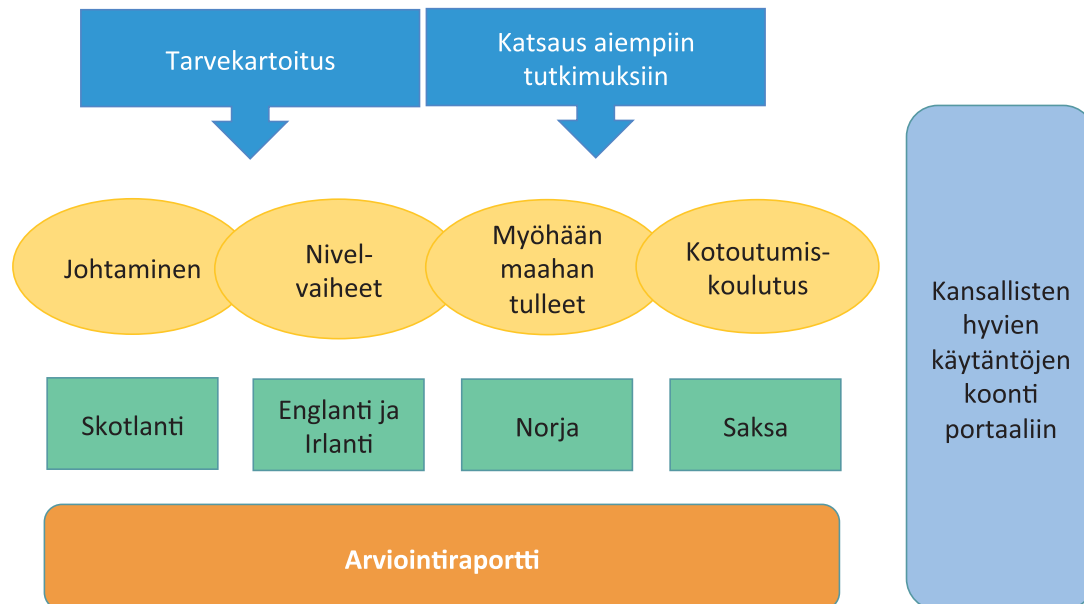 Tarvekartoitus
Katsaus aiempiin
tutkimuksiin
Johtaminen
Nivel-
vaiheet
Myöhään
maahan
tulleet
Kotoutumis-
koulutus
Skotlanti
Englanti ja
Irlanti
Norja
Saksa
Arviointiraportti
Kansallisten
hyvien
käytäntöjen
koonti
portaaliin